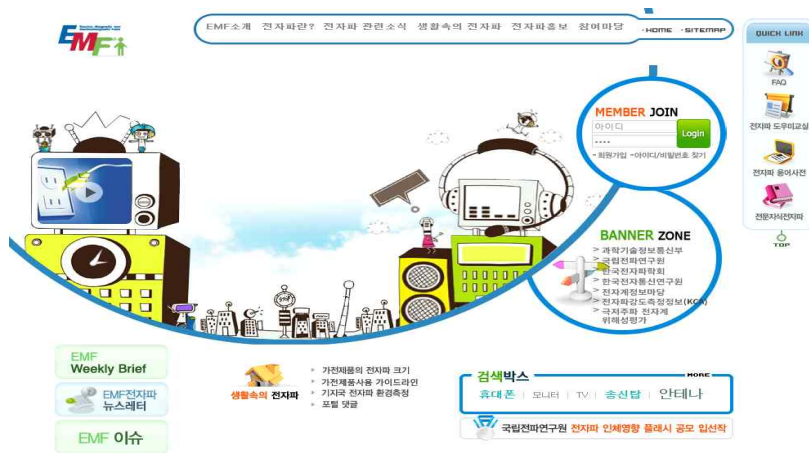 EMF
EMF소개 전자파란? 전자파 관련소식 생활속의 전자파 전자파홍보 참여마당
HOME SITEMAP
QUICK LINK
FAQ
전자파 도우미교실
전자파 용어사전
전문지식전자파
TOP
MEMBER JOIN
아이디
Login
회원가입 아이디/비밀번호 찾기
BANNER ZONE
> 과학기술정보통신부
> 국립전파연구원
> 한국전자파학회
> 한국전자통신연구원
> 전자계정보마당
> 전자파강도측정정보(KCA)
> 극저주파 전자계
위해성평가
EMF
Weekly Brief
EMF전자파
뉴스레터
EMF 이슈
생활속의 전자파
가전제품의 전자파 크기
가전제품사용 가이드라인
기지국 전자파 환경측정
포털 댓글
검색박스
MORE
휴대폰 | 모니터 | TV | 송신탑 | 안테나
국립전파연구원 전자파 인체영향 플래시 공모 입선작